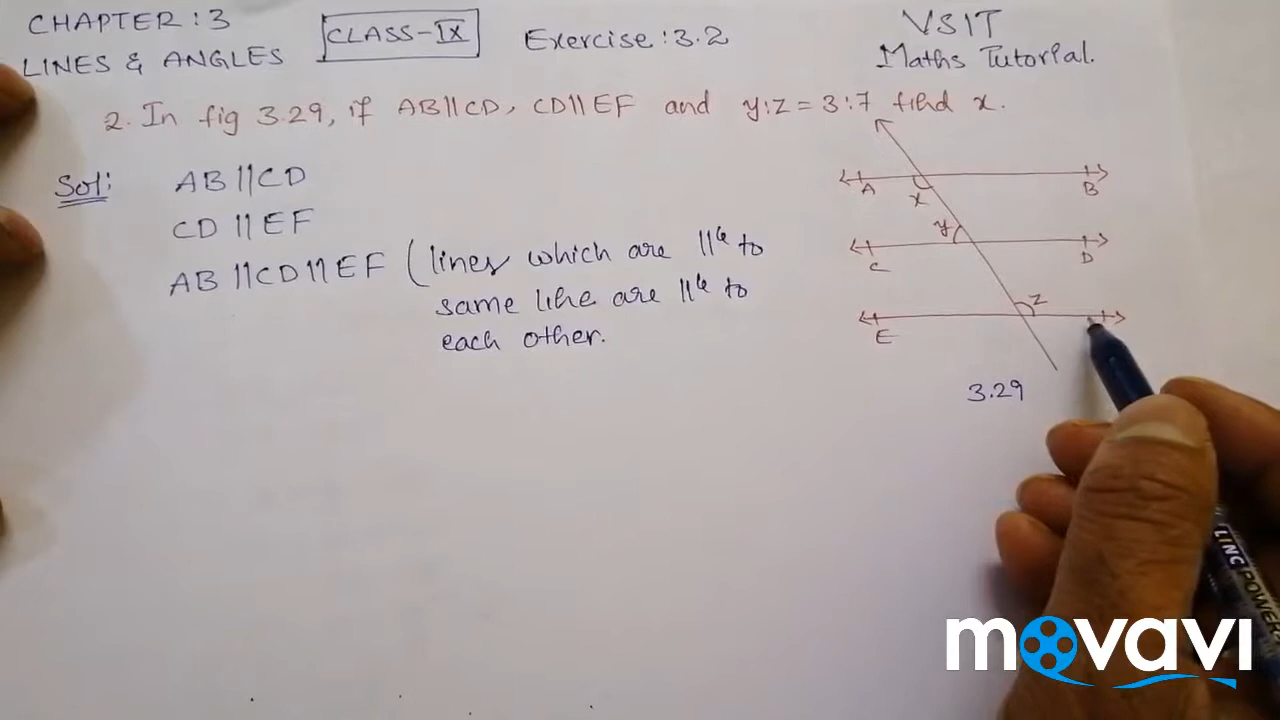 CHAPTER : 3
LINES & ANGLES
CLASS-IX
Exercise : 3.2
VSIT
Maths Tutorial.
2. In fig 3.29, if AB||CD, CD||EF and y:z = 3:7 find x.
Sol:
AB||CD
CD||EF
AB||CD||EF (lines which are ||le to
same line are ||le to
each other.
A
B
x
y
C
D
z
E
3.29
LINC
movavi